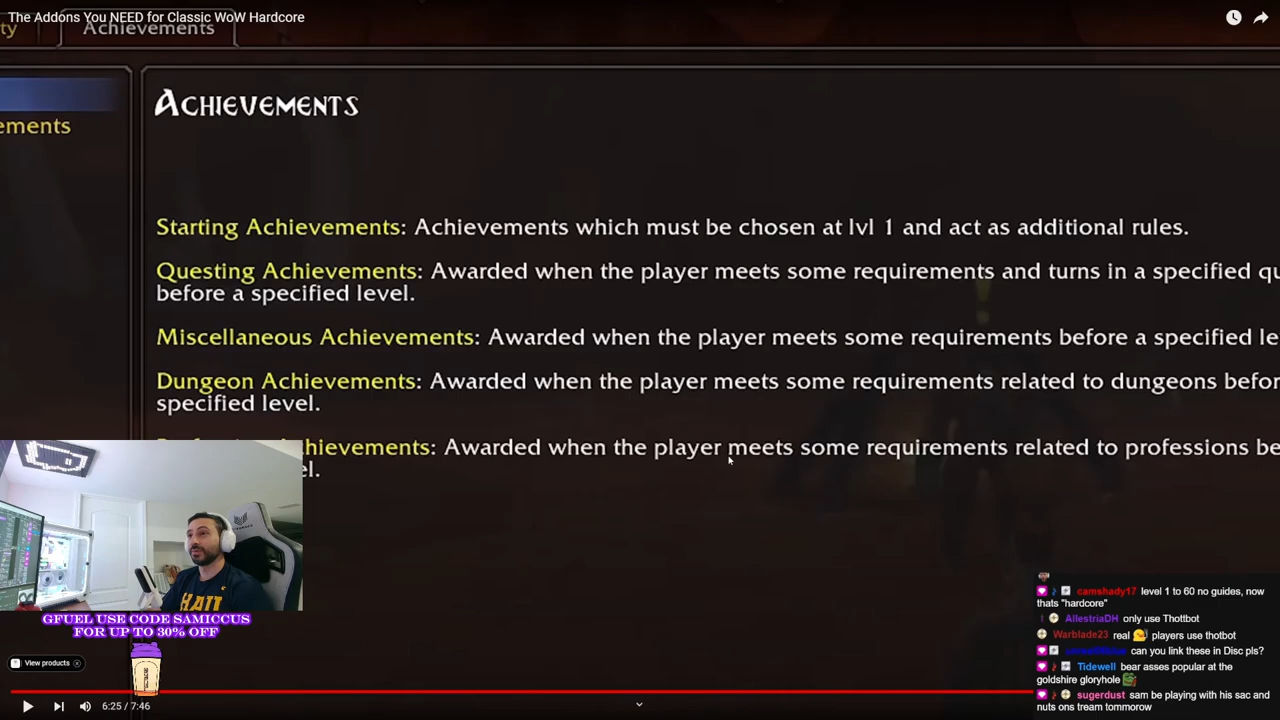 The Addons You NEED for Classic WoW Hardcore
ty
Achievements
ements
ACHIEVEMENTS
Starting Achievements: Achievements which must be chosen at lvl 1 and act as additional rules.
Questing Achievements: Awarded when the player meets some requirements and turns in a specified qu
before a specified level.
Miscellaneous Achievements: Awarded when the player meets some requirements before a specified le
Dungeon Achievements: Awarded when the player meets some requirements related to dungeons befor
specified level.
hievements: Awarded when the player meets some requirements related to professions be
el.
GFUEL USE CODE SAMICCUS
FOR UP TO 30% OFF
View products
6:25 / 7:46
camshady17 level 1 to 60 no guides, now
thats "hardcore"
AllestriaDH only use Thottbot
Warblade23 real players use thotbot
can you link these in Disc pls?
Tidewell bear asses popular at the
goldshire gloryhole
sugerdust sam be playing with his sac and
nuts ons tream tommorow